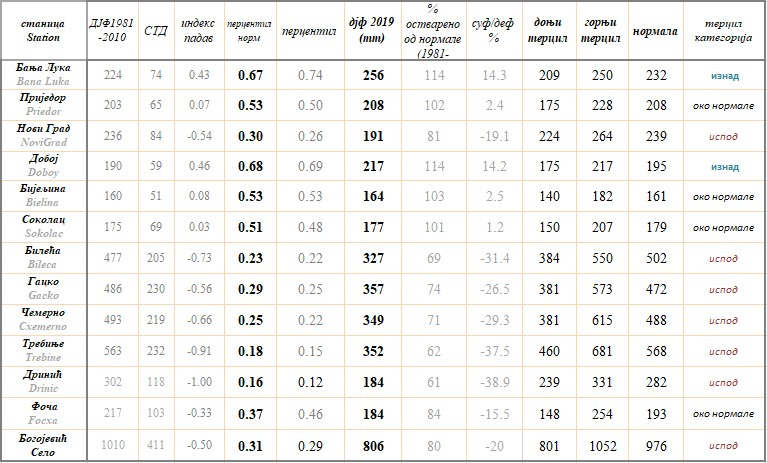 станица Station ДЈФ1981-2010 СТД индекс падав перцентил норм перцентил дјф 2019 (mm) % остварено од нормале (1981- суф/деф % доњи терцил горњи терцил нормала терцил категорија
Бања Лука Bana Luka 224 74 0.43 0.67 0.74 256 114 14.3 209 250 232 изнад
Приједор Priedor 203 65 0.07 0.53 0.50 208 102 2.4 175 228 208 око нормале
Нови Град NoviGrad 236 84 -0.54 0.30 0.26 191 81 -19.1 224 264 239 испод
Добој Doboy 190 59 0.46 0.68 0.69 217 114 14.2 175 217 195 изнад
Бијељина Bielina 160 51 0.08 0.53 0.53 164 103 2.5 140 182 161 око нормале
Соколац Sokolac 175 69 0.03 0.51 0.48 177 101 1.2 150 207 179 око нормале
Билећа Bileca 477 205 -0.73 0.23 0.22 327 69 -31.4 384 550 502 испод
Гацко Gacko 486 230 -0.56 0.29 0.25 357 74 -26.5 381 573 472 испод
Чемерно Cxemerno 493 219 -0.66 0.25 0.22 349 71 -29.3 381 615 488 испод
Требиње Trebine 563 232 -0.91 0.18 0.15 352 62 -37.5 460 681 568 испод
Дринић Drinic 302 118 -1.00 0.16 0.12 184 61 -38.9 239 331 282 испод
Фоча Focxa 217 103 -0.33 0.37 0.46 184 84 -15.5 148 254 193 око нормале
Богојевић Село 1010 411 -0.50 0.31 0.29 806 80 -20 801 1052 976 испод